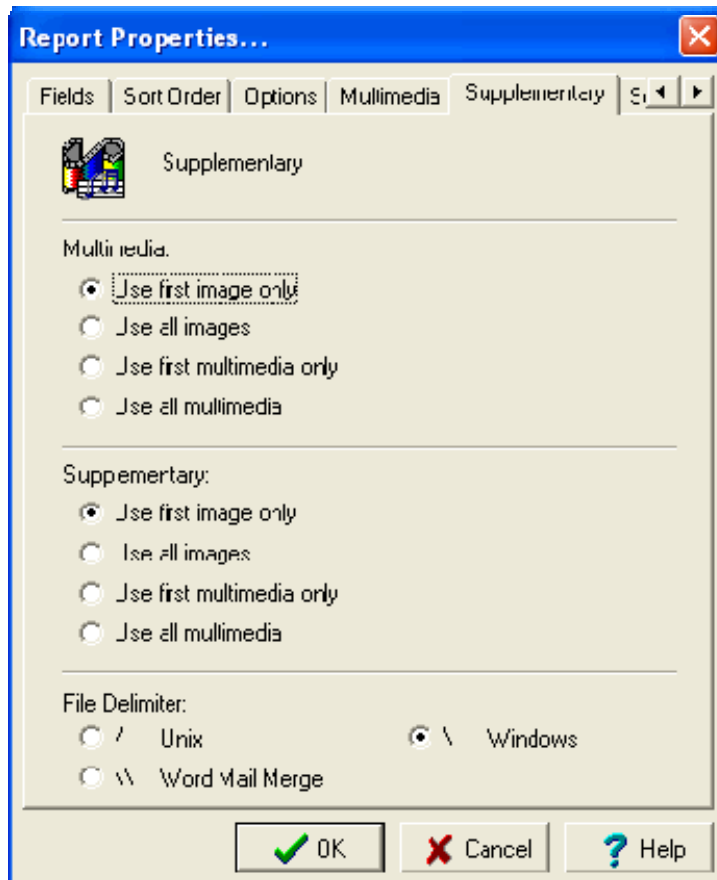 Report Properties...
Fields Sort Order Options Multimedia Supplementary
Supplementary
Multimedia:
Use first image only
Use all images
Use first multimedia only
Use all multimedia
Suppementary:
Use first image only
Use all images
Use first multimedia only
Use all multimedia
File Delimiter:
/ Unix \ Windows
\\ Word Mail Merge
OK Cancel ? Help